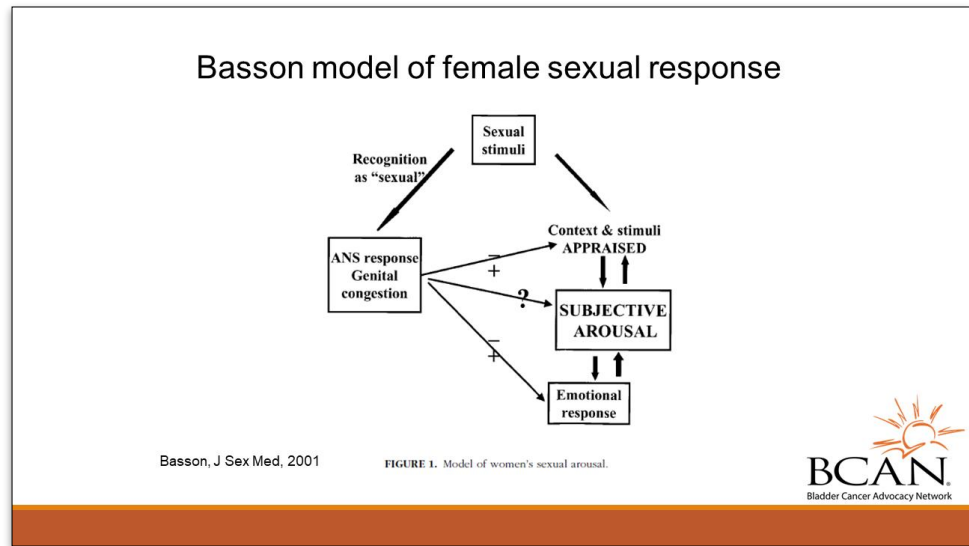 Basson model of female sexual response
Sexual
stimuli
Recognition
as “sexual”
Context & stimuli
APPRAISED
ANS response
Genital
congestion
−
+
?
SUBJECTIVE
AROUSAL
−
+
Emotional
response
Basson, J Sex Med, 2001
FIGURE 1. Model of women's sexual arousal.
BCAN®
Bladder Cancer Advocacy Network